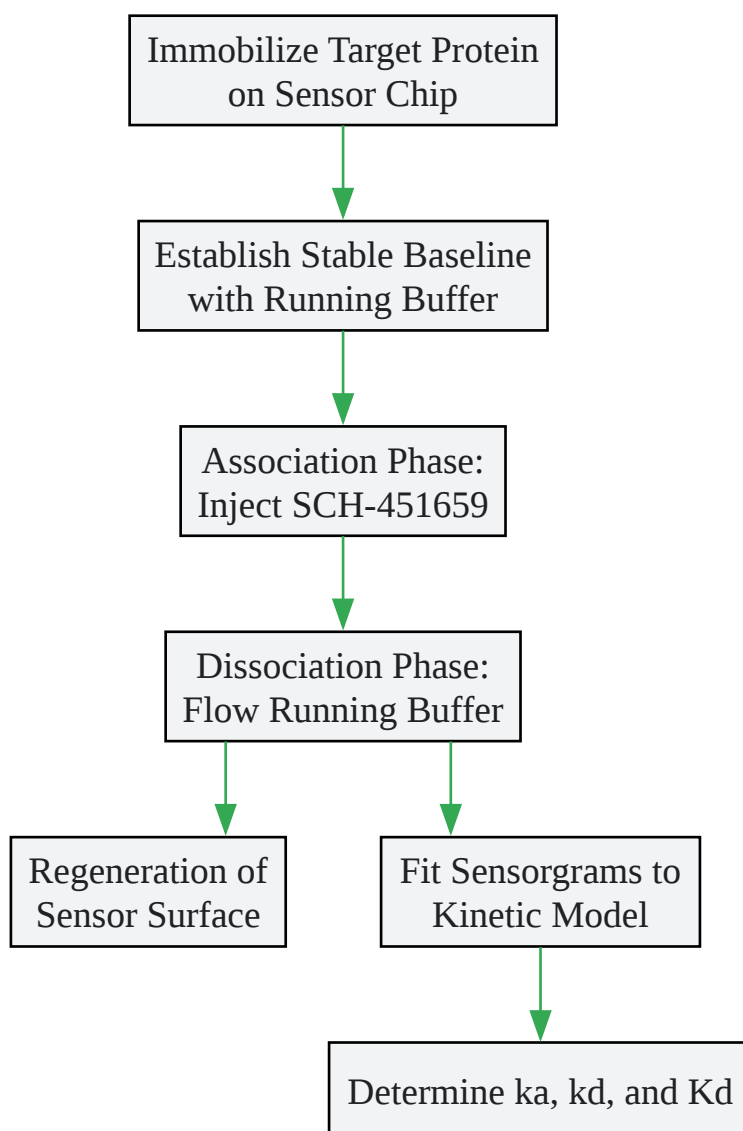 Immobilize Target Protein
on Sensor Chip
Establish Stable Baseline
with Running Buffer
Association Phase:
Inject SCH-451659
Dissociation Phase:
Flow Running Buffer
Regeneration of
Sensor Surface
Fit Sensorgrams to
Kinetic Model
Determine ka, kd, and Kd